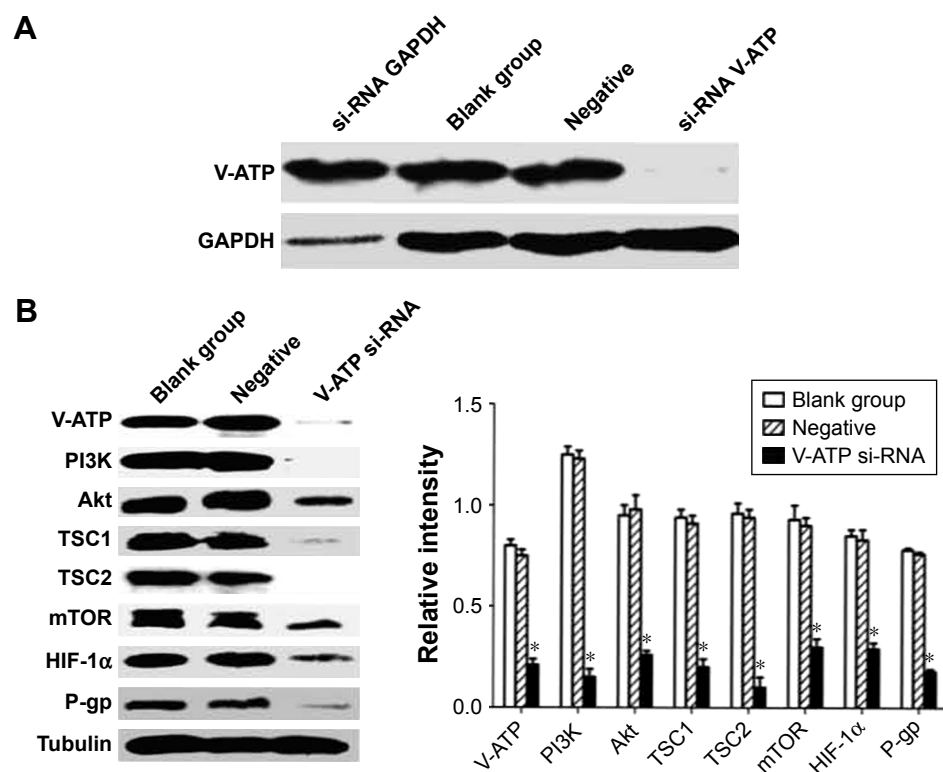 A
si-RNA GAPDH
Blank group
Negative
si-RNA V-ATP
V-ATP
GAPDH
B
Blank group
Negative
V-ATP si-RNA
V-ATP
PI3K
Akt
TSC1
TSC2
mTOR
HIF-1α
P-gp
Tubulin
Blank group
Negative
V-ATP si-RNA
Relative intensity
1.5
1.0
0.5
0.0
* * * * * * * *
V-ATP
PI3K
Akt
TSC1
TSC2
mTOR
HIF-1α
P-gp